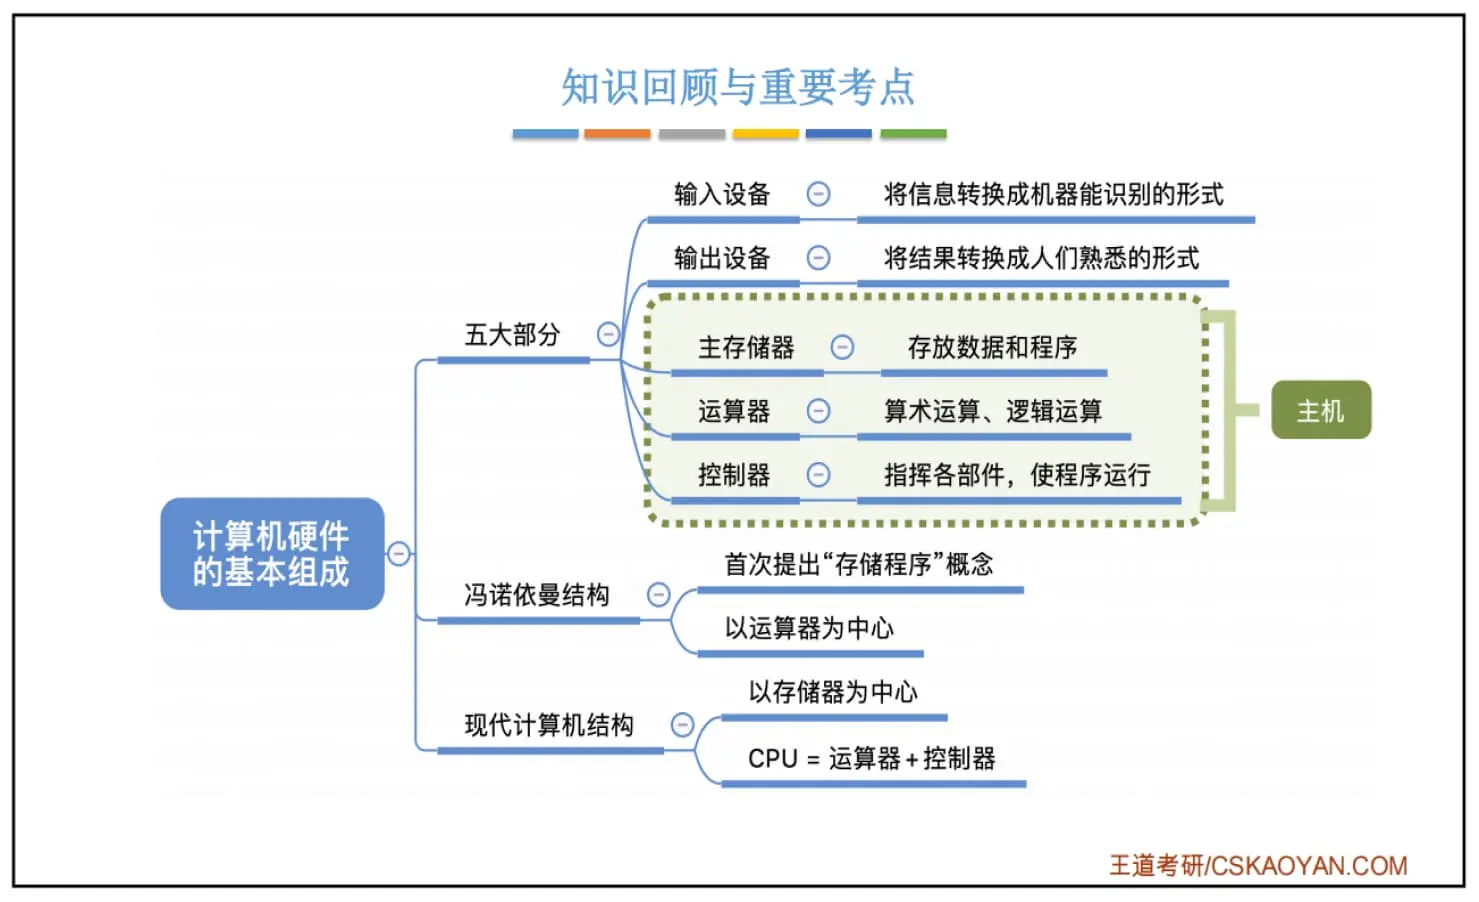 知识回顾与重要考点
输入设备
将信息转换成机器能识别的形式
输出设备
将结果转换成人们熟悉的形式
五大部分
主存储器
存放数据和程序
运算器
算术运算、逻辑运算
主机
控制器
指挥各部件，使程序运行
计算机硬件
的基本组成
首次提出“存储程序”概念
冯诺依曼结构
以运算器为中心
以存储器为中心
现代计算机结构
CPU = 运算器+控制器
王道考研/CSKAOYAN.COM